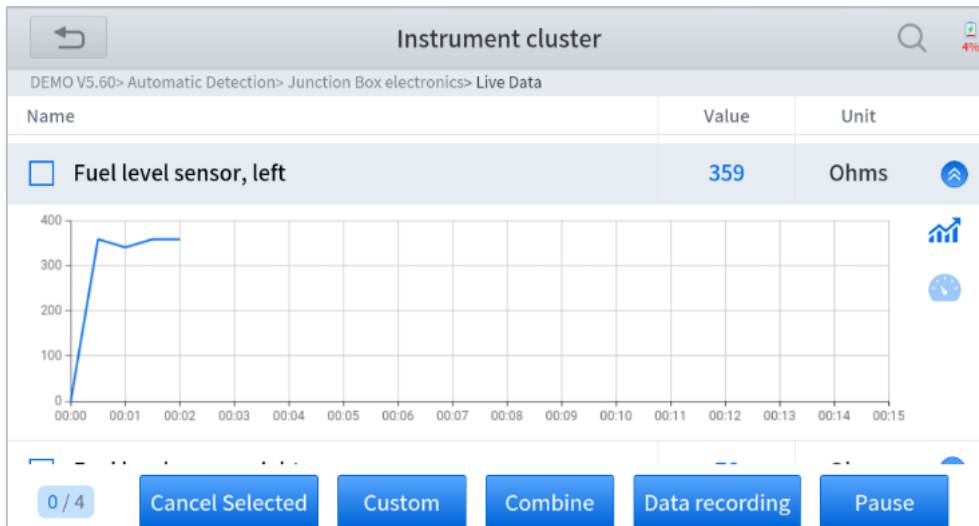 Instrument cluster
4%
DEMO V5.60> Automatic Detection> Junction Box electronics> Live Data
Name Value Unit
Fuel level sensor, left 359 Ohms
400
300
200
100
0
00:00 00:01 00:02 00:03 00:04 00:05 00:06 00:07 00:08 00:09 00:10 00:11 00:12 00:13 00:14 00:15
0 / 4 Cancel Selected Custom Combine Data recording Pause